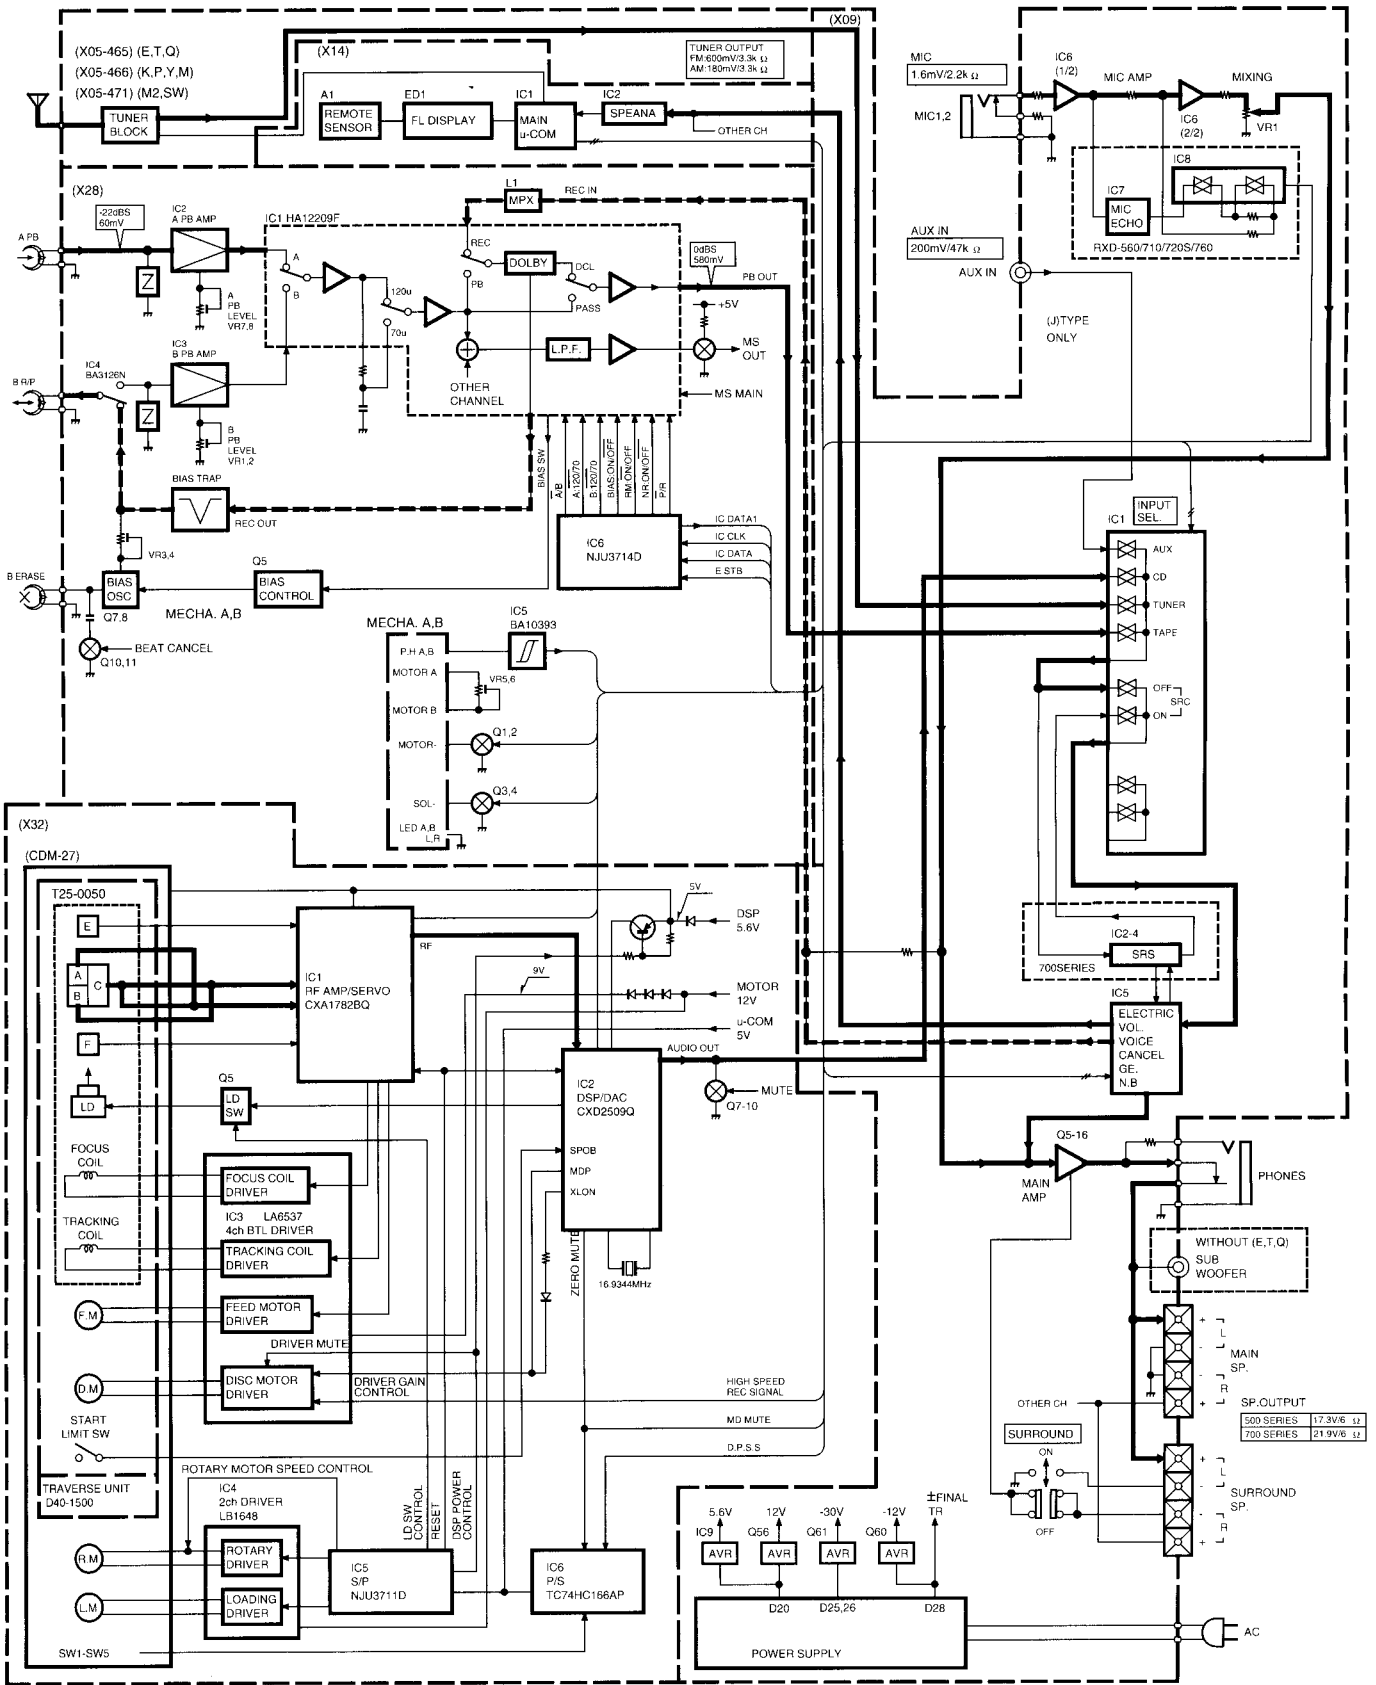 (X05-465) (E,T,Q)
(X05-466) (K,P,Y,M)
(X05-471) (M2,SW)
TUNER
BLOCK
(X14)
A1
REMOTE
SENSOR
ED1
FL DISPLAY
IC1
MAIN
u-COM
IC2
SPEANA
OTHER CH
TUNER OUTPUT
FM:600mV/3.3k Ω
AM:180mV/3.3k Ω
(X09)
MIC
1.6mV/2.2k Ω
MIC1,2
IC6
(1/2)
MIC AMP
IC6
(2/2)
MIXING
VR1
IC7
MIC
ECHO
IC8
RXD-560/710/720S/760
AUX IN
200mV/47k Ω
AUX IN
(J)TYPE
ONLY
(X28)
-22dBS
60mV
A PB
IC2
A PB AMP
Z
A
PB
LEVEL
VR7,8
IC1 HA12209F
A
B
120u
70u
L1
MPX
REC IN
REC
PB
DOLBY
DCL
PASS
0dBS
580mV
PB OUT
+5V
L.P.F.
MS
OUT
OTHER
CHANNEL
MS MAIN
B R/P
IC4
BA3126N
IC3
B PB AMP
Z
B
PB
LEVEL
VR1,2
BIAS TRAP
REC OUT
VR3,4
B ERASE
BIAS
OSC
Q7,8
Q5
BIAS
CONTROL
MECHA. A,B
BEAT CANCEL
Q10,11
BIAS SW
A/B
A:120/70
B:120/70
BIAS:ON/OFF
RM:ON/OFF
NR:ON/OFF
P/R
IC6
NJU3714D
IC DATA1
IC CLK
IC DATA
E STB
MECHA. A,B
P.H A,B
MOTOR A
MOTOR B
MOTOR-
SOL-
LED A,B
L,R
IC5
BA10393
VR5,6
Q1,2
Q3,4
IC1
INPUT
SEL.
AUX
CD
TUNER
TAPE
OFF
SRC
ON
IC2-4
SRS
700SERIES
IC5
ELECTRIC
VOL.
VOICE
CANCEL
GE.
N.B
(X32)
(CDM-27)
T25-0050
E
A
B
C
F
LD
FOCUS
COIL
TRACKING
COIL
F.M
D.M
START
LIMIT SW
TRAVERSE UNIT
D40-1500
R.M
L.M
SW1-SW5
IC1
RF AMP/SERVO
CXA1782BQ
RF
5V
DSP
5.6V
9V
MOTOR
12V
u-COM
5V
AUDIO OUT
MUTE
Q7-10
Q5
LD
SW
IC2
DSP/DAC
CXD2509Q
SPOB
MDP
XLON
16.9344MHz
ZERO MUTE
FOCUS COIL
DRIVER
IC3 LA6537
4ch BTL DRIVER
TRACKING COIL
DRIVER
FEED MOTOR
DRIVER
DRIVER MUTE
DISC MOTOR
DRIVER
DRIVER GAIN
CONTROL
HIGH SPEED
REC SIGNAL
MD MUTE
D.P.S.S
ROTARY MOTOR SPEED CONTROL
IC4
2ch DRIVER
LB1648
ROTARY
DRIVER
LOADING
DRIVER
LD SW
CONTROL
RESET
DSP POWER
CONTROL
IC5
S/P
NJU3711D
IC6
P/S
TC74HC166AP
Q5-16
MAIN
AMP
PHONES
WITHOUT (E,T,Q)
SUB
WOOFER
+
-
-
+
L
R
MAIN
SP.
OTHER CH
SP.OUTPUT
500 SERIES 17.3V/6 Ω
700 SERIES 21.9V/6 Ω
SURROUND
ON
OFF
+
-
-
+
L
R
SURROUND
SP.
5.6V
12V
-30V
-12V
±FINAL
TR
IC9
Q56
Q61
Q60
AVR
AVR
AVR
AVR
D20
D25,26
D28
POWER SUPPLY
AC